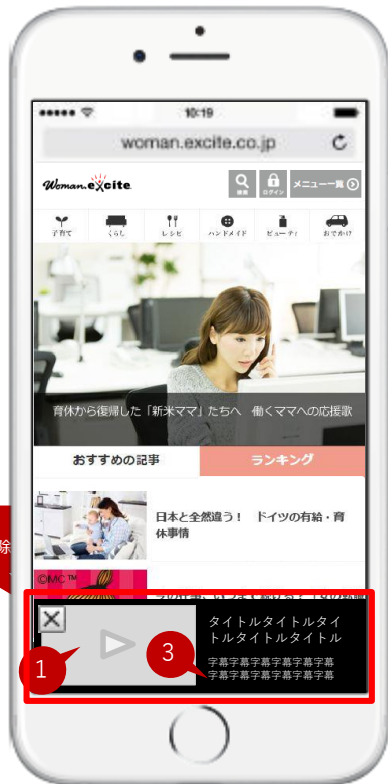 10:19
woman.excite.co.jp
Woman.excite
検索
ログイン
メニュー一覧
子育て
くらし
レシピ
ハンドメイド
ビューティ
おでかけ
育休から復帰した「新米ママ」たちへ 働くママへの応援歌
おすすめの記事
ランキング
日本と全然違う! ドイツの有給・育
休事情
除
©MC TM
タイトルタイトルタイ
トルタイトルタイトル
字幕字幕字幕字幕字幕字幕
字幕字幕字幕字幕字幕字幕
1
3